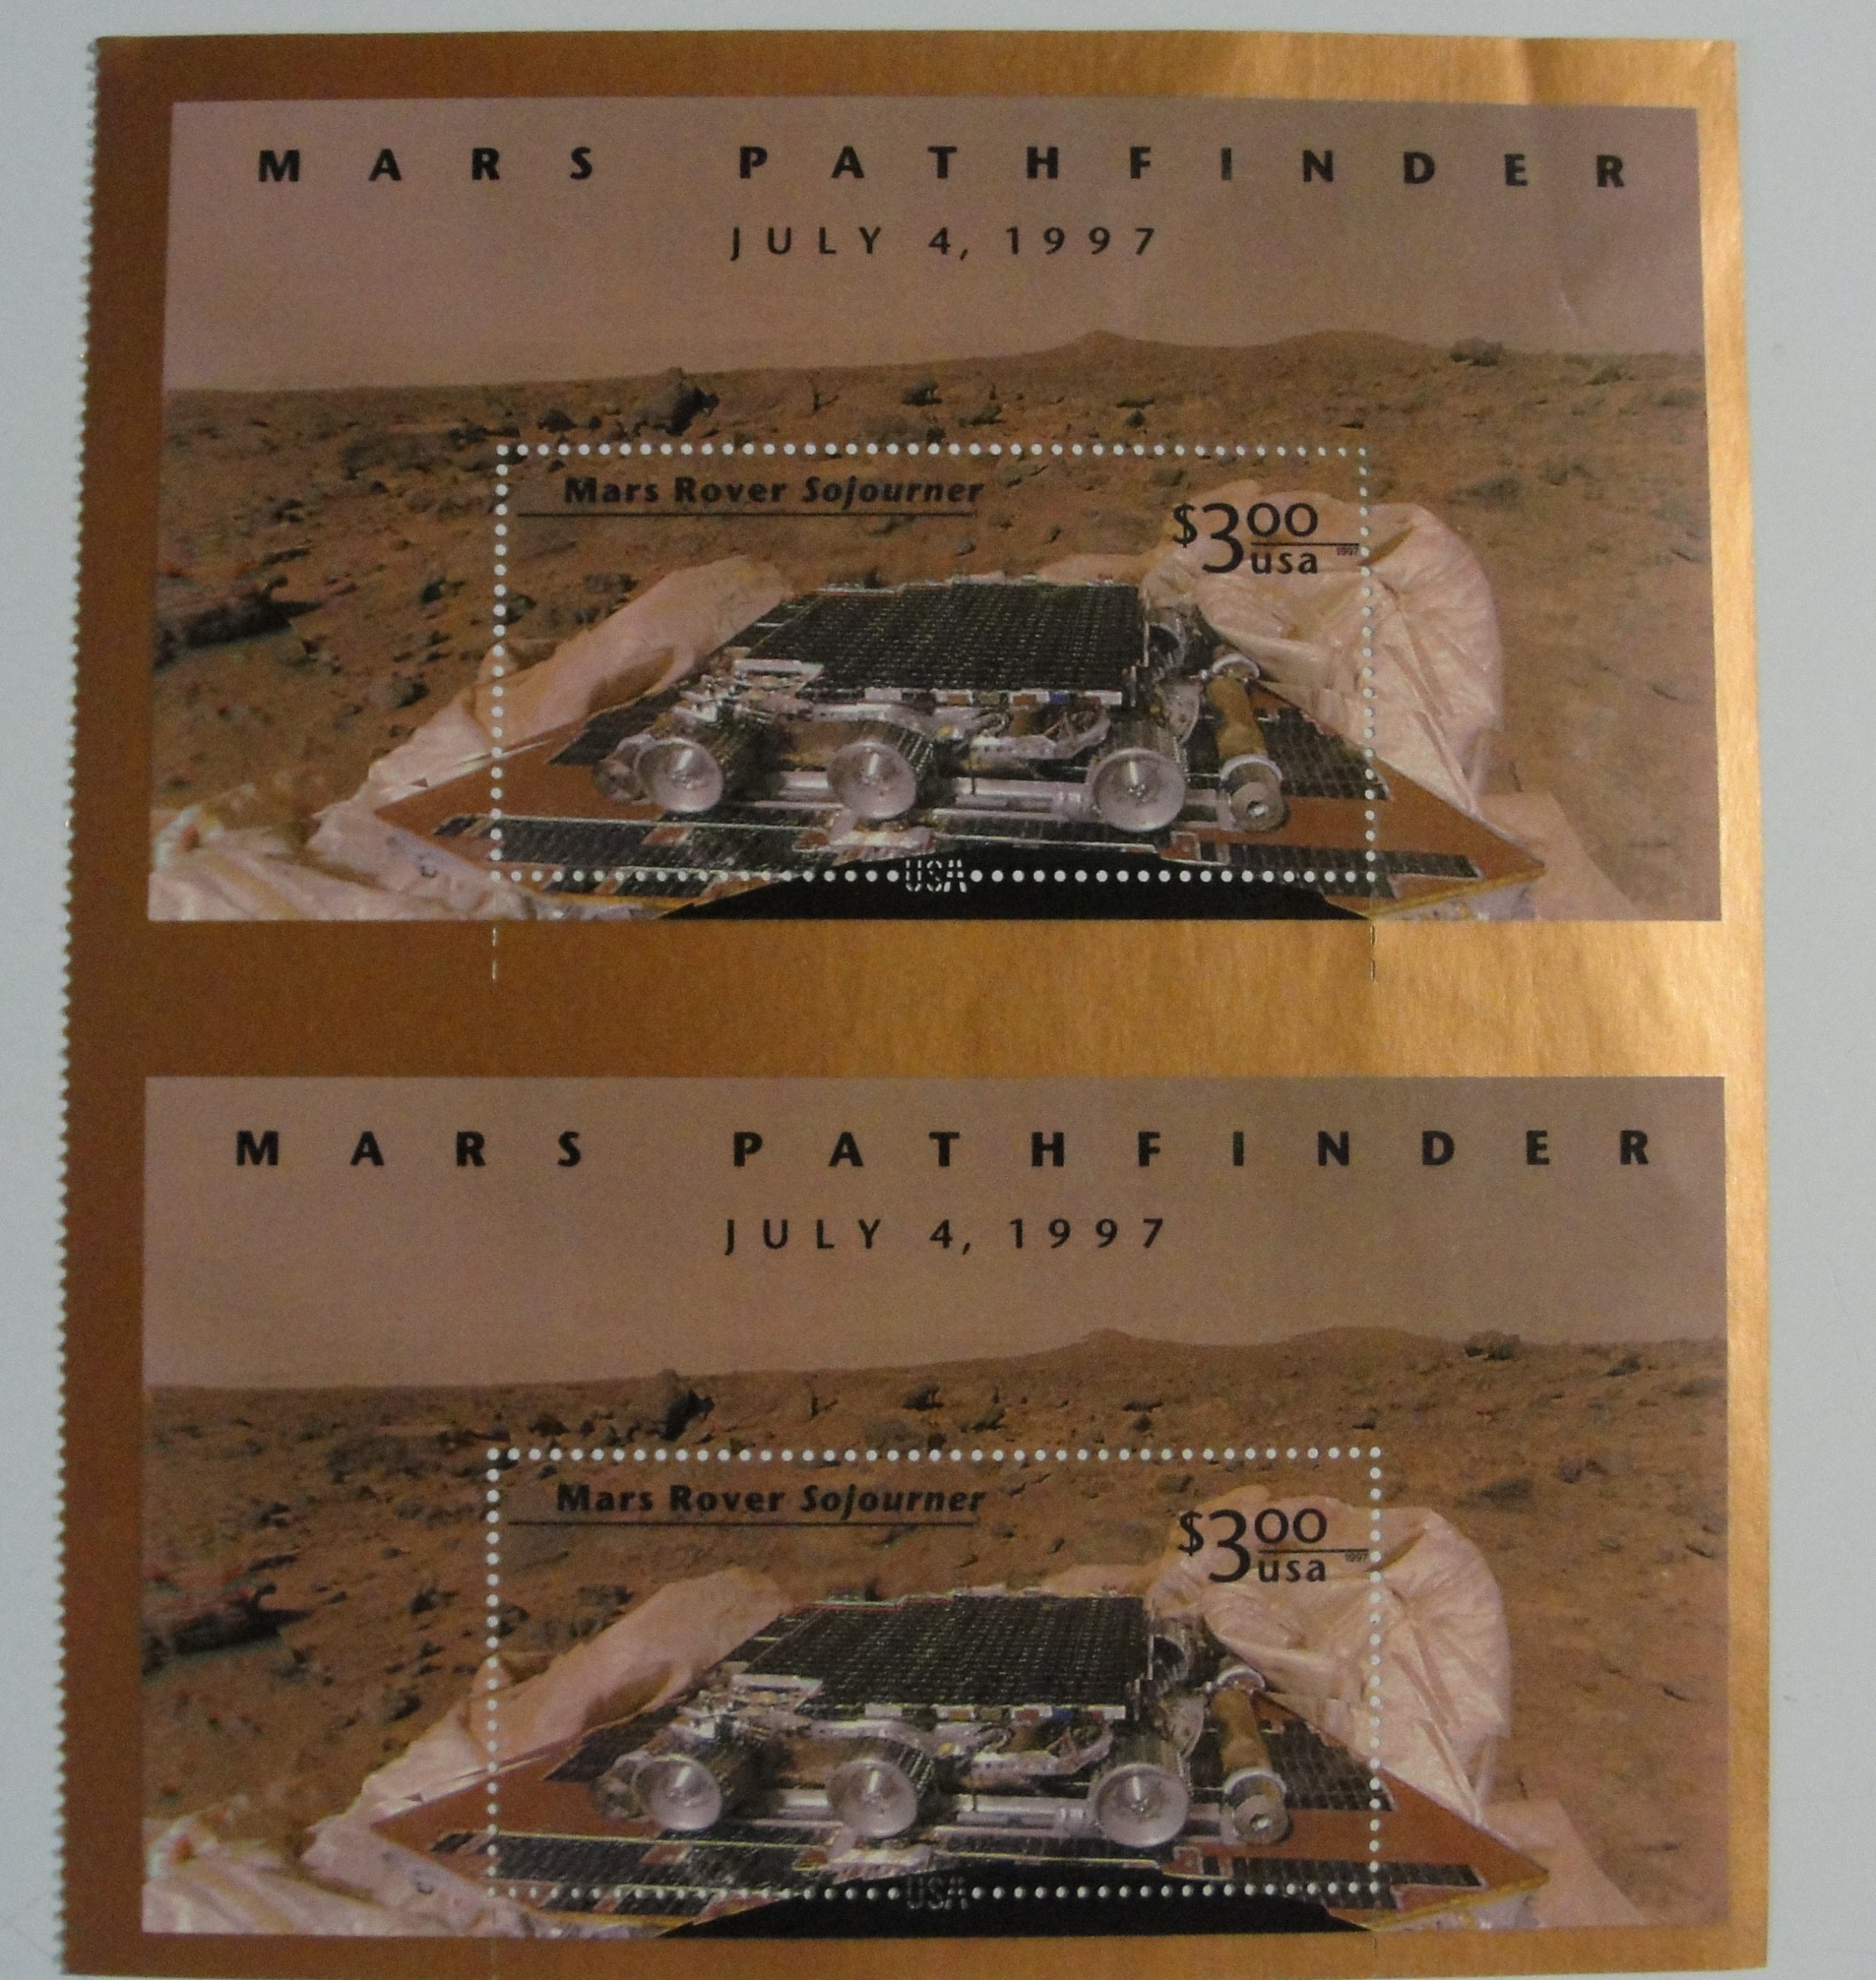 MARS PATHFINDER
JULY 4, 1997
Mars Rover Sojourner
$3.00
usa 1997
USA
MARS PATHFINDER
JULY 4, 1997
Mars Rover Sojourner
$3.00
usa 1997
USA